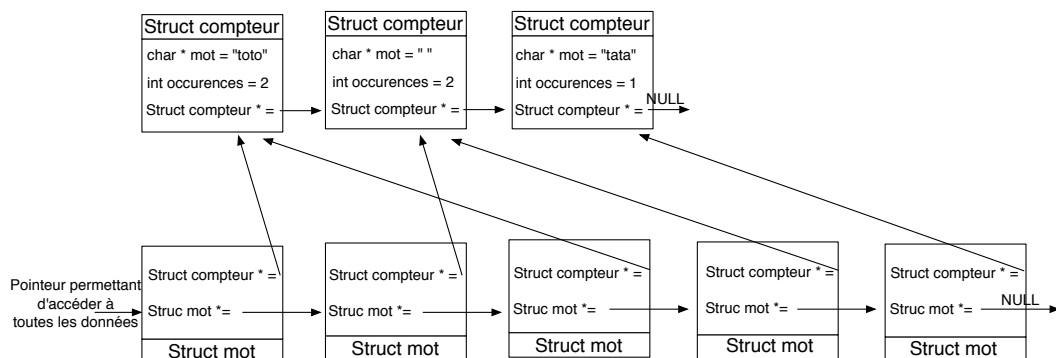 Struct compteur
char * mot = "toto"
int occurences = 2
Struct compteur * =
Struct compteur
char * mot = " "
int occurences = 2
Struct compteur * =
Struct compteur
char * mot = "tata"
int occurences = 1
Struct compteur * =
NULL
Pointeur permettant
d'accéder à
toutes les données
Struct compteur * =
Struc mot *=
Struct mot
Struct compteur * =
Struc mot *=
Struct mot
Struct compteur * =
Struc mot *=
Struct mot
Struct compteur * =
Struc mot *=
Struct mot
Struct compteur * =
Struc mot *=
NULL
Struct mot